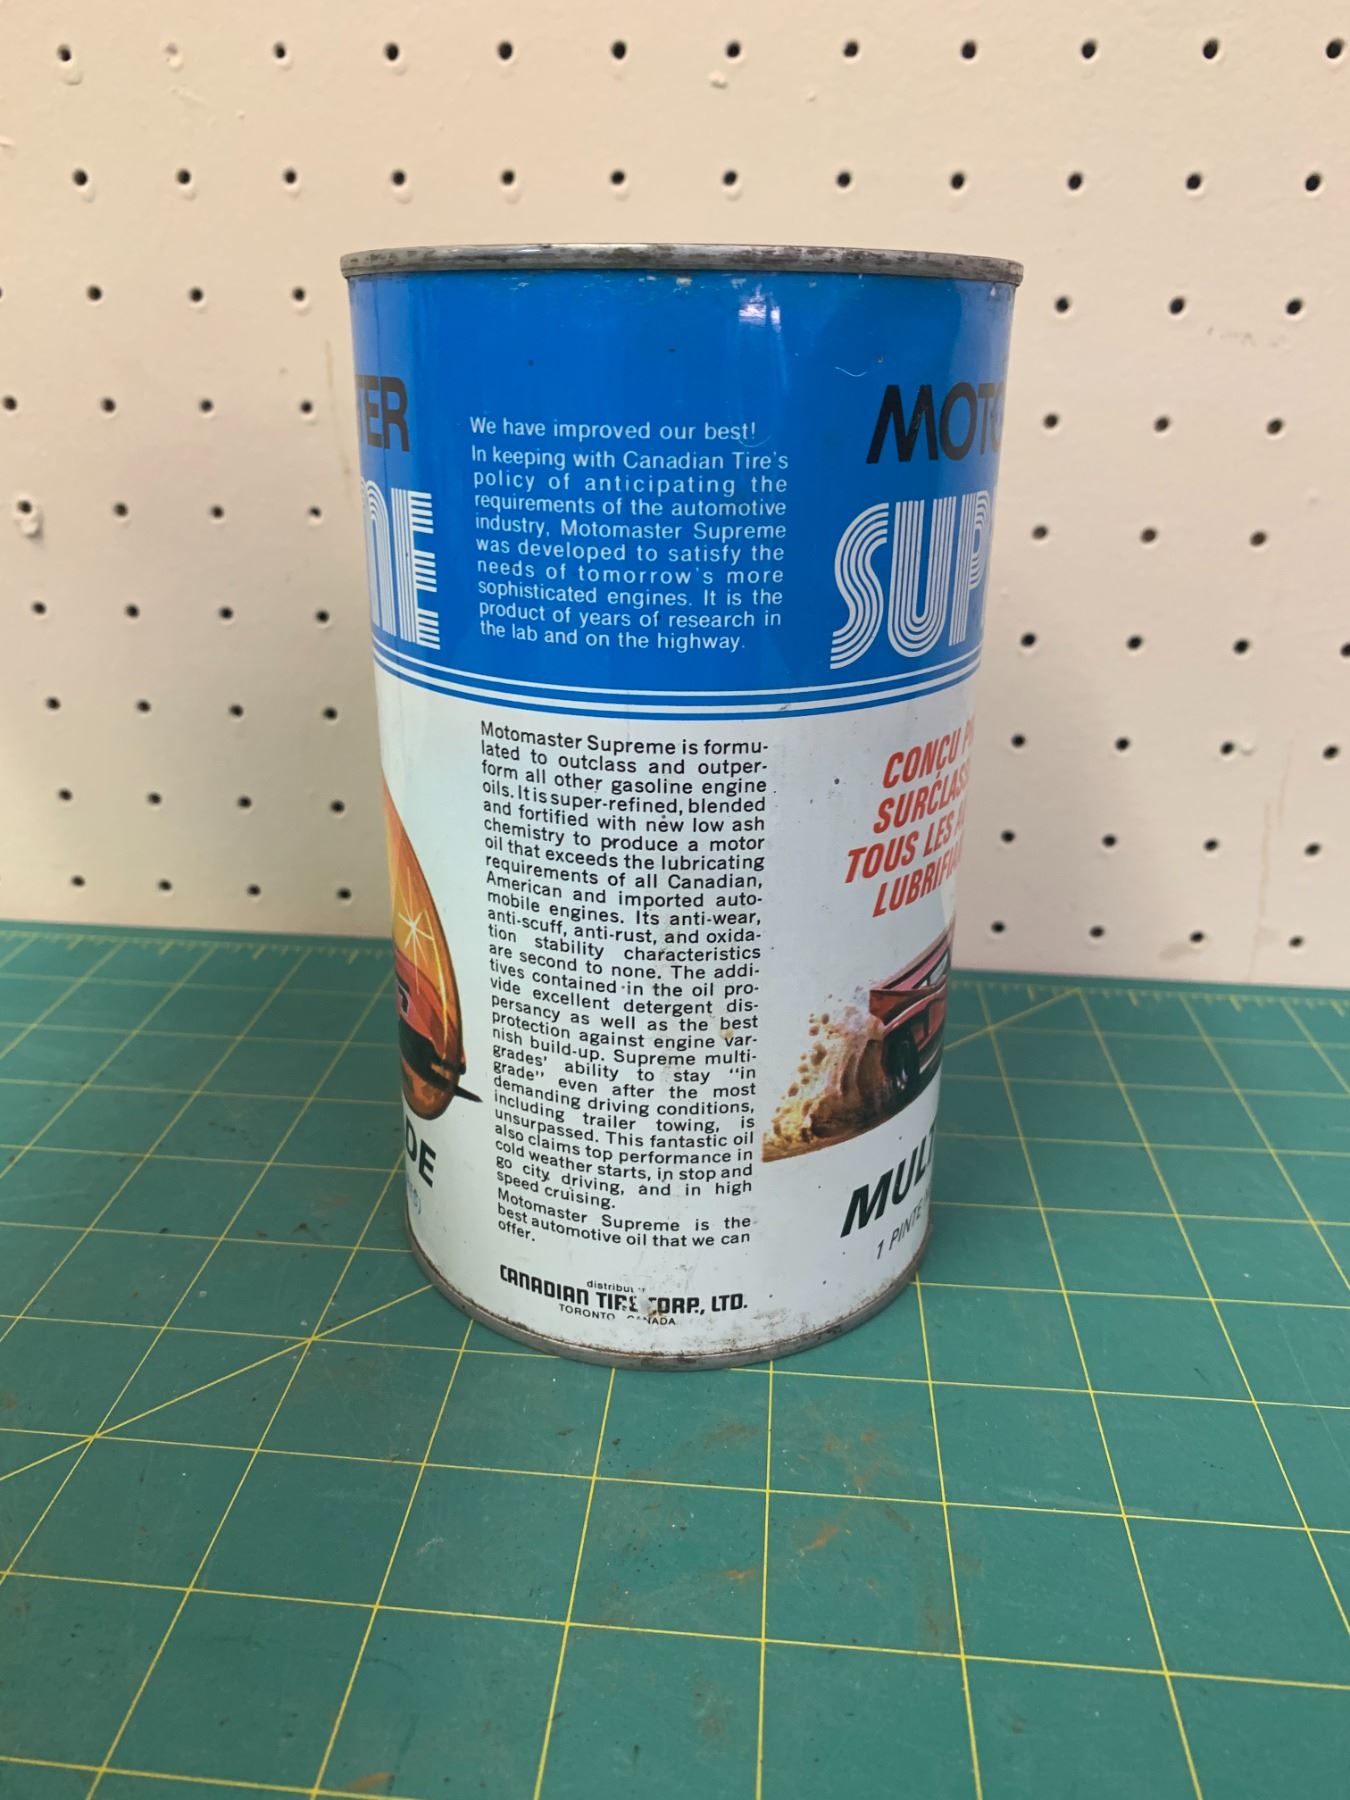 We have improved our best!
In keeping with Canadian Tire's
policy of anticipating the
requirements of the automotive
industry, Motomaster Supreme
was developed to satisfy the
needs of tomorrow's more
sophisticated engines. It is the
product of years of research in
the lab and on the highway.
Motomaster Supreme is formu-
lated to outclass and outper-
form all other gasoline engine
oils. It is super-refined, blended
and fortified with new low ash
chemistry to produce a motor
oil that exceeds the lubricating
requirements of all Canadian,
American and imported auto-
mobile engines. Its anti-wear,
anti-scuff, anti-rust, and oxida-
tion stability characteristics
are second to none. The addi-
tives contained in the oil pro-
vide excellent detergent dis-
persancy as well as the best
protection against engine var-
nish build-up. Supreme multi-
grades' ability to stay "in
grade" even after the most
demanding driving conditions,
including trailer towing, is
unsurpassed. This fantastic oil
also claims top performance in
cold weather starts, in stop and
go city driving, and in high
speed cruising.
Motomaster Supreme is the
best automotive oil that we can
offer.
CANADIAN TIRE CORP., LTD.
TORONTO
TER
ME
DE
MOTO
SUP
CONÇU
SURCLASS
TOUS LES
LUBRIFI
MUL
1 PINTE